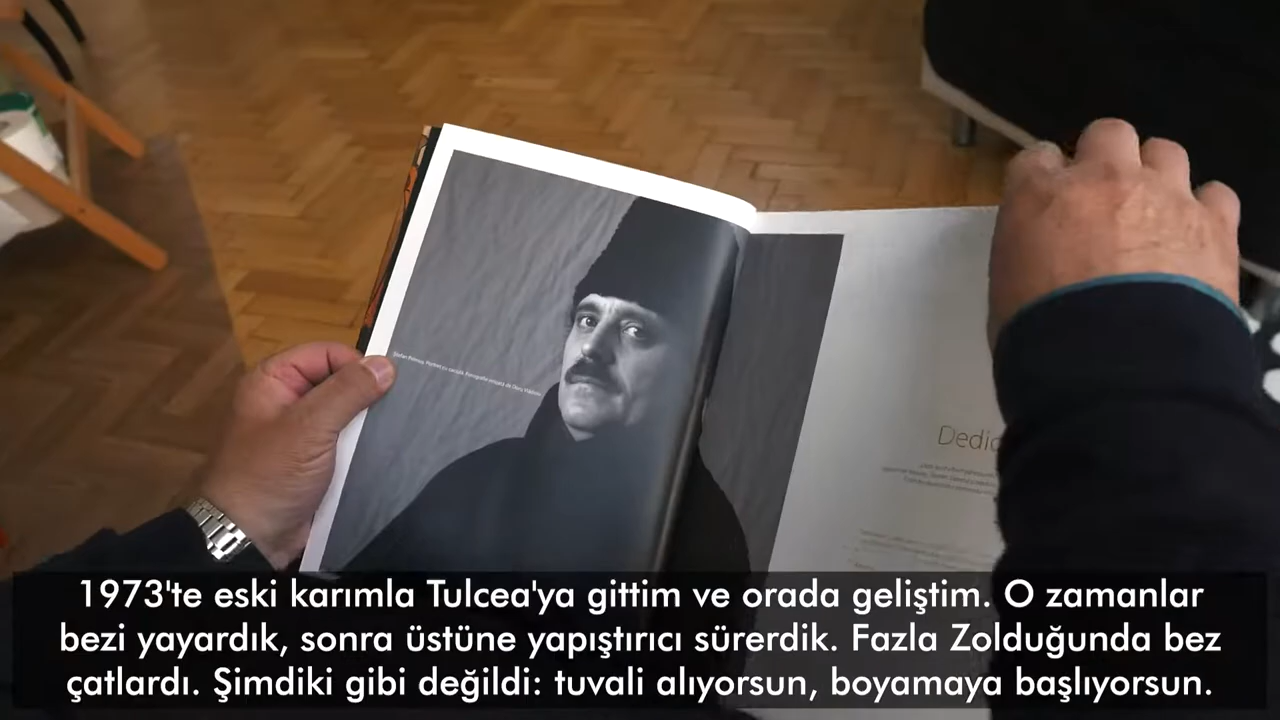 Dedic
1973'te eski karımla Tulcea'ya gittim ve orada geliştim. O zamanlar
bezi yayardık, sonra üstüne yapıştırıcı sürerdik. Fazla Zolduğunda bez
çatlardı. Şimdiki gibi değildi: tuvali alıyorsun, boyamaya başlıyorsun.